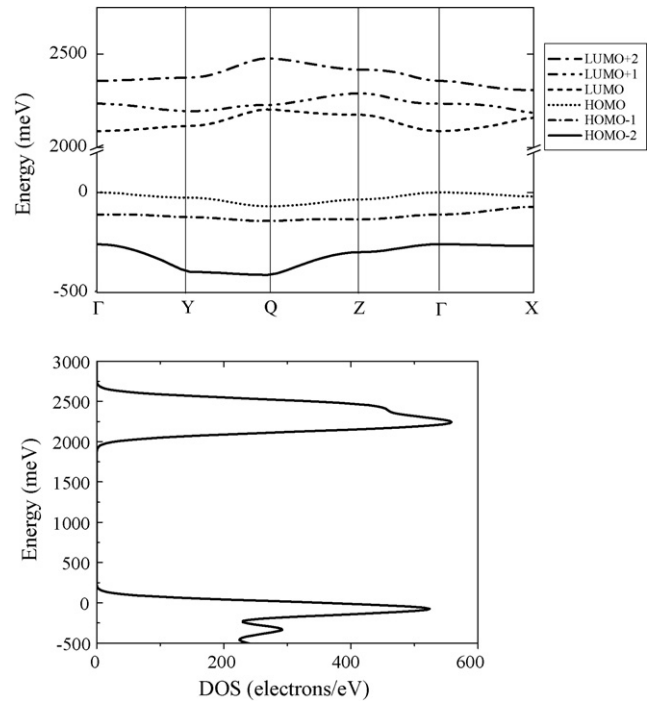 2500
2000
0
-500
Energy (meV)
Γ Y Q Z Γ X
LUMO+2
LUMO+1
LUMO
HOMO
HOMO-1
HOMO-2
3000
2500
2000
1500
1000
500
0
-500
Energy (meV)
0 200 400 600
DOS (electrons/eV)